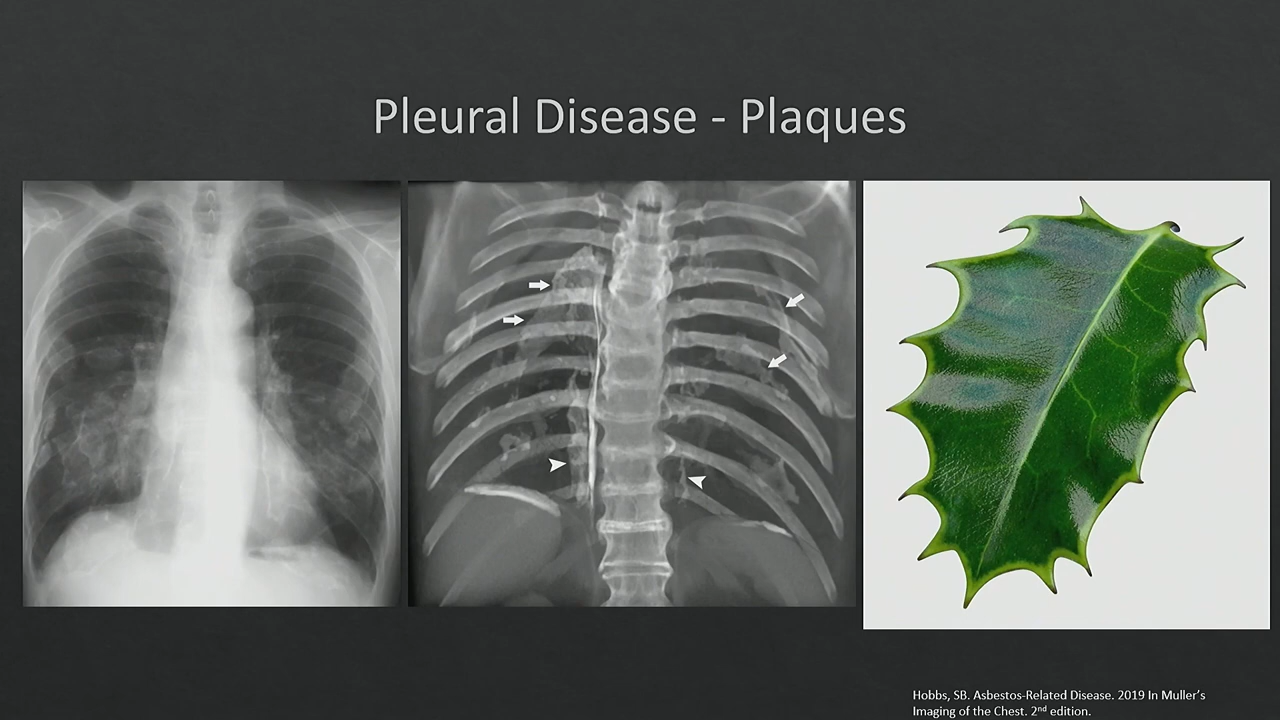 Pleural Disease - Plaques
Hobbs, SB. Asbestos-Related Disease. 2019 In Muller's
Imaging of the Chest. 2nd edition.